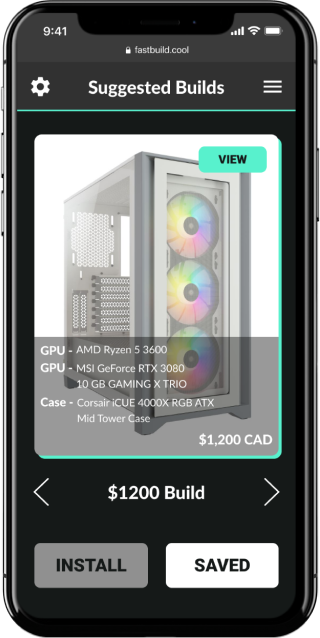 9:41
fastbuild.cool
Suggested Builds
VIEW
GPU - AMD Ryzen 5 3600
GPU - MSI GeForce RTX 3080
10 GB GAMING X TRIO
Case - Corsair iCUE 4000X RGB ATX
Mid Tower Case
$1,200 CAD
$1200 Build
INSTALL
SAVED